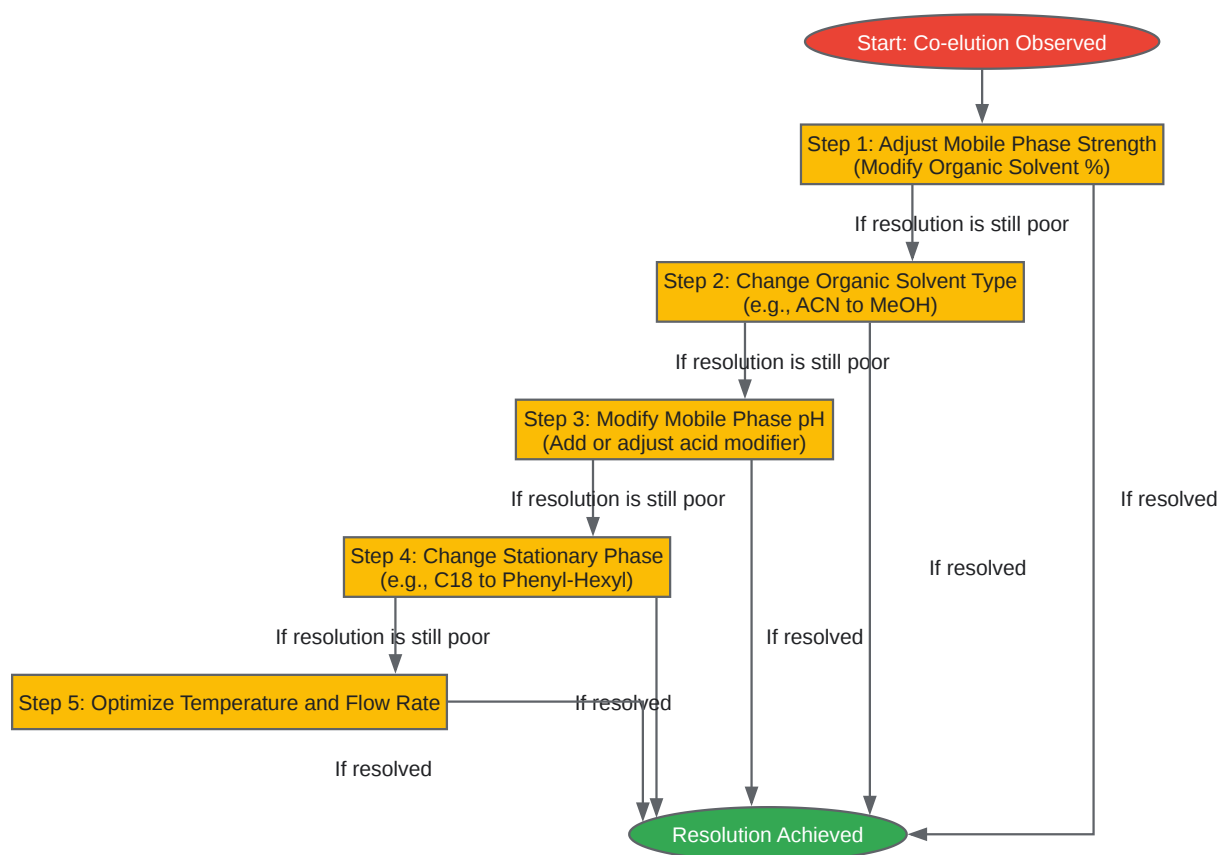 Start: Co-elution Observed
Step 1: Adjust Mobile Phase Strength
(Modify Organic Solvent %)
If resolution is still poor
Step 2: Change Organic Solvent Type
(e.g., ACN to MeOH)
If resolution is still poor
Step 3: Modify Mobile Phase pH
(Add or adjust acid modifier)
If resolution is still poor
If resolved
Step 4: Change Stationary Phase
(e.g., C18 to Phenyl-Hexyl)
If resolved
If resolution is still poor
If resolved
Step 5: Optimize Temperature and Flow Rate
If resolved
If resolved
Resolution Achieved